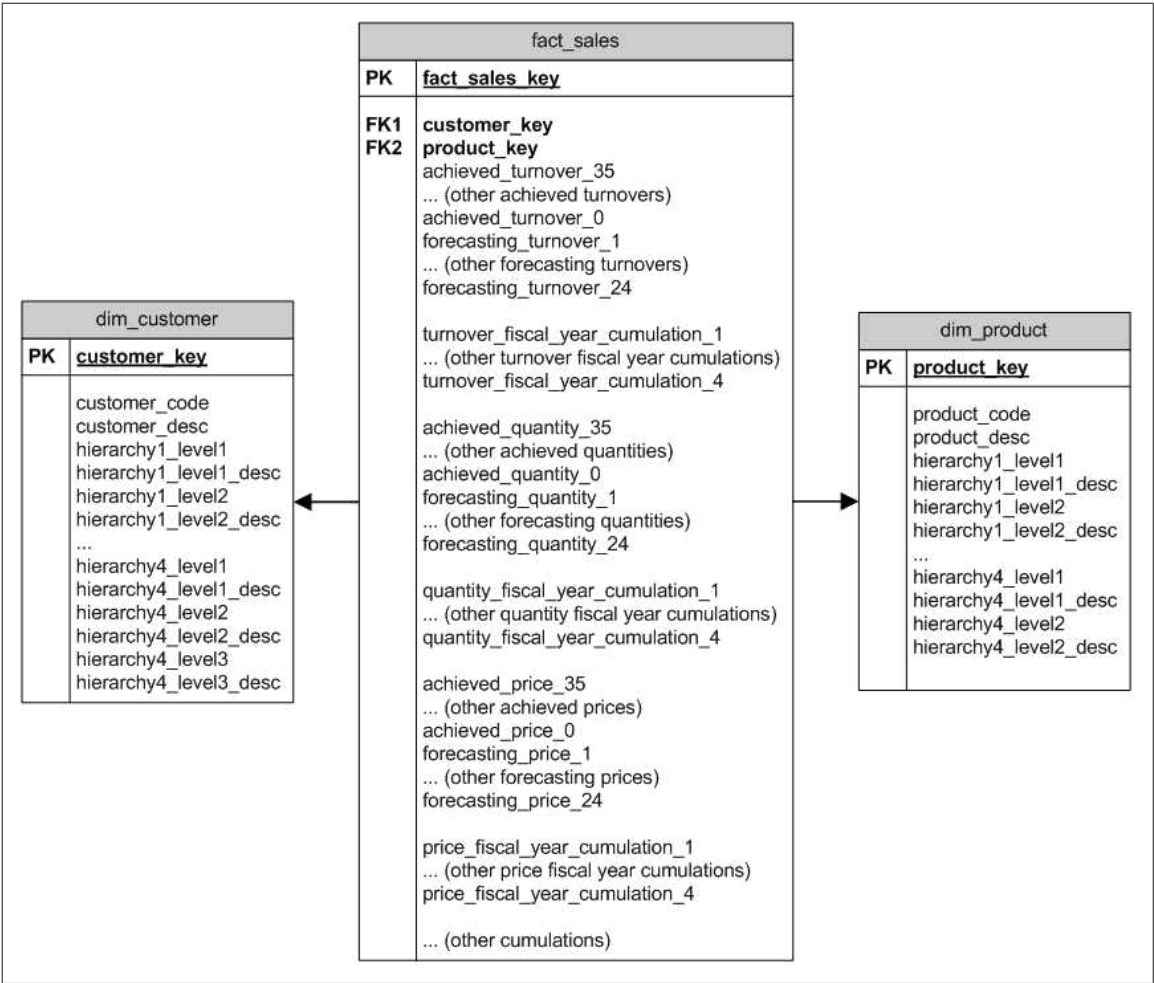 fact_sales
PK fact_sales_key
FK1 customer_key
FK2 product_key
achieved_turnover_35
... (other achieved turnovers)
achieved_turnover_0
forecasting_turnover_1
... (other forecasting turnovers)
forecasting_turnover_24
turnover_fiscal_year_cumulation_1
... (other turnover fiscal year cumulations)
turnover_fiscal_year_cumulation_4
achieved_quantity_35
... (other achieved quantities)
achieved_quantity_0
forecasting_quantity_1
... (other forecasting quantities)
forecasting_quantity_24
quantity_fiscal_year_cumulation_1
... (other quantity fiscal year cumulations)
quantity_fiscal_year_cumulation_4
achieved_price_35
... (other achieved prices)
achieved_price_0
forecasting_price_1
... (other forecasting prices)
forecasting_price_24
price_fiscal_year_cumulation_1
... (other price fiscal year cumulations)
price_fiscal_year_cumulation_4
... (other cumulations)
dim_customer
PK customer_key
customer_code
customer_desc
hierarchy1_level1
hierarchy1_level1_desc
hierarchy1_level2
hierarchy1_level2_desc
...
hierarchy4_level1
hierarchy4_level1_desc
hierarchy4_level2
hierarchy4_level2_desc
hierarchy4_level3
hierarchy4_level3_desc
dim_product
PK product_key
product_code
product_desc
hierarchy1_level1
hierarchy1_level1_desc
hierarchy1_level2
hierarchy1_level2_desc
...
hierarchy4_level1
hierarchy4_level1_desc
hierarchy4_level2
hierarchy4_level2_desc